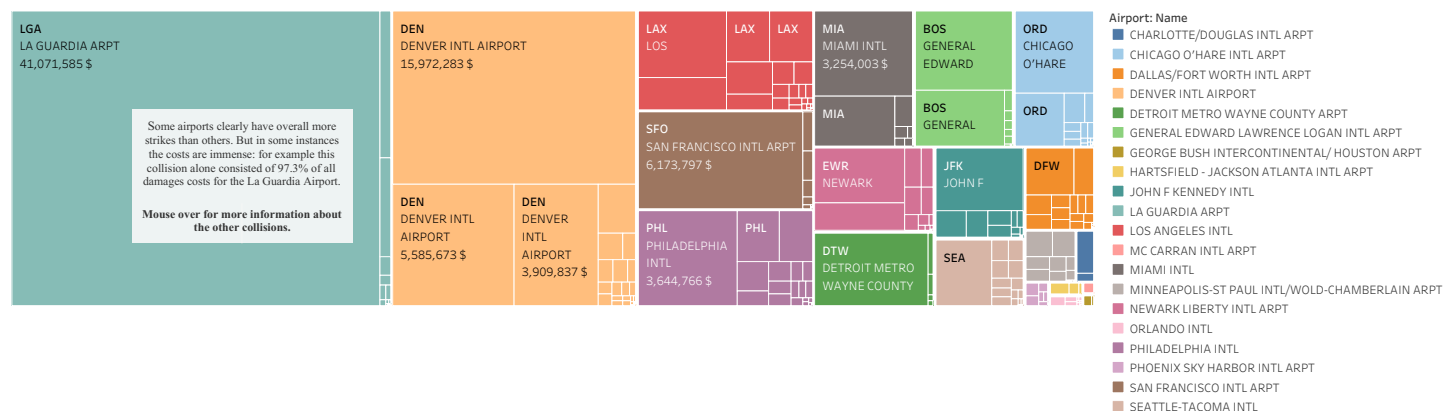 LGA
LA GUARDIA ARPT
41,071,585 $
Some airports clearly have overall more
strikes than others. But in some instances
the costs are immense: for example this
collision alone consisted of 97.3% of all
damages costs for the La Guardia Airport.
Mouse over for more information about
the other collisions.
DEN
DENVER INTL AIRPORT
15,972,283 $
DEN
DENVER INTL
AIRPORT
5,585,673 $
DEN
DENVER
INTL
AIRPORT
3,909,837 $
LAX
LOS
LAX
LAX
SFO
SAN FRANCISCO INTL ARPT
6,173,797 $
PHL
PHILADELPHIA
INTL
3,644,766 $
PHL
MIA
MIAMI INTL
3,254,003 $
MIA
BOS
GENERAL
EDWARD
BOS
GENERAL
ORD
CHICAGO
O'HARE
ORD
EWR
NEWARK
JFK
JOHN F
DFW
DTW
DETROIT METRO
WAYNE COUNTY
SEA
Airport: Name
CHARLOTTE/DOUGLAS INTL ARPT
CHICAGO O'HARE INTL ARPT
DALLAS/FORT WORTH INTL ARPT
DENVER INTL AIRPORT
DETROIT METRO WAYNE COUNTY ARPT
GENERAL EDWARD LAWRENCE LOGAN INTL ARPT
GEORGE BUSH INTERCONTINENTAL/ HOUSTON ARPT
HARTSFIELD - JACKSON ATLANTA INTL ARPT
JOHN F KENNEDY INTL
LA GUARDIA ARPT
LOS ANGELES INTL
MC CARRAN INTL ARPT
MIAMI INTL
MINNEAPOLIS-ST PAUL INTL/WOLD-CHAMBERLAIN ARPT
NEWARK LIBERTY INTL ARPT
ORLANDO INTL
PHILADELPHIA INTL
PHOENIX SKY HARBOR INTL ARPT
SAN FRANCISCO INTL ARPT
SEATTLE-TACOMA INTL